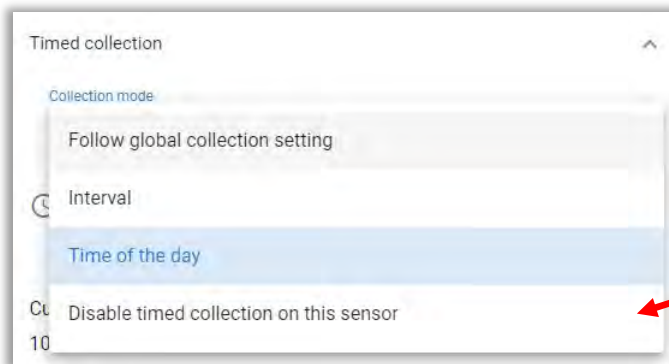 Timed collection
Collection mode
Follow global collection setting
Interval
Time of the day
Disable timed collection on this sensor
10